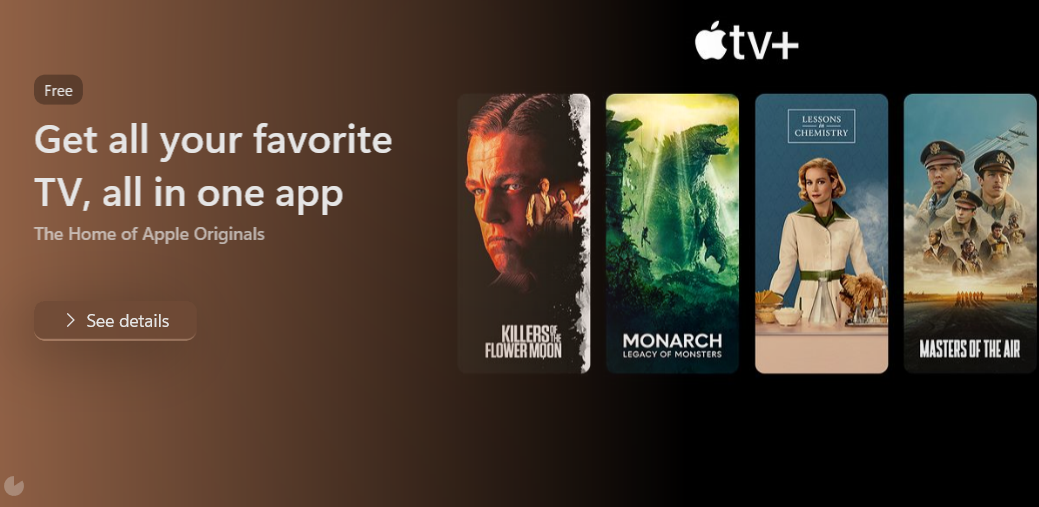 tv+
Free
Get all your favorite
TV, all in one app
The Home of Apple Originals
See details
KILLERS OF THE
FLOWER MOON
MONARCH
LEGACY OF MONSTERS
LESSONS
in
CHEMISTRY
MASTERS OF THE AIR